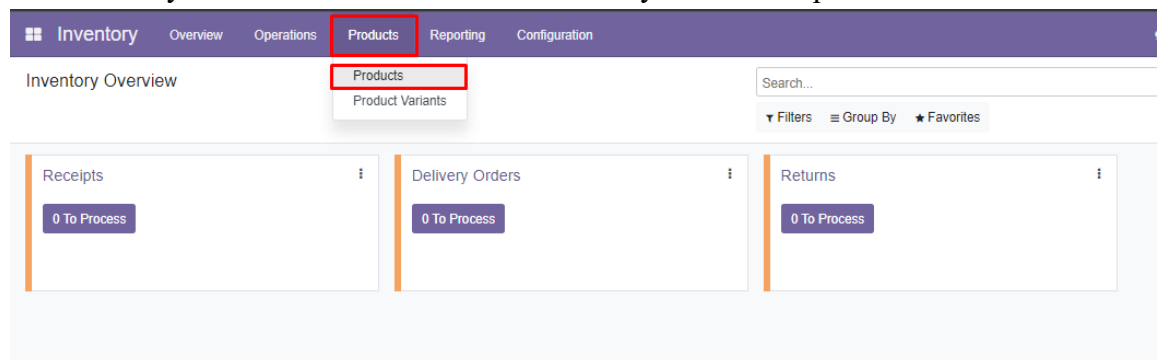 Inventory Overview Operations Products Reporting Configuration
Products
Product Variants
Inventory Overview
Search...
Filters Group By Favorites
Receipts
0 To Process
Delivery Orders
0 To Process
Returns
0 To Process